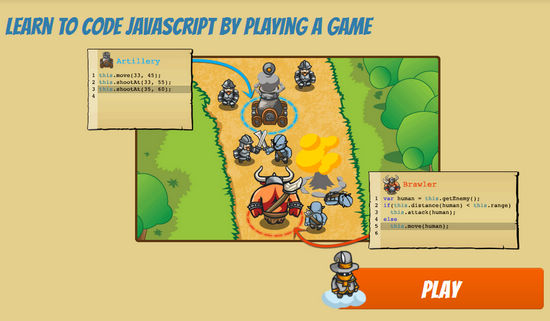 LEARN TO CODE JAVASCRIPT BY PLAYING A GAME
Artillery
1 this.move(33, 45);
2 this.shootAt(33, 55);
3 this.shootAt(35, 60);
4
Brawler
1 var human = this.getEnemy();
2 if(this.distance(human) < this.range)
3 this.attack(human);
4 else
5 this.move(human);
6
PLAY